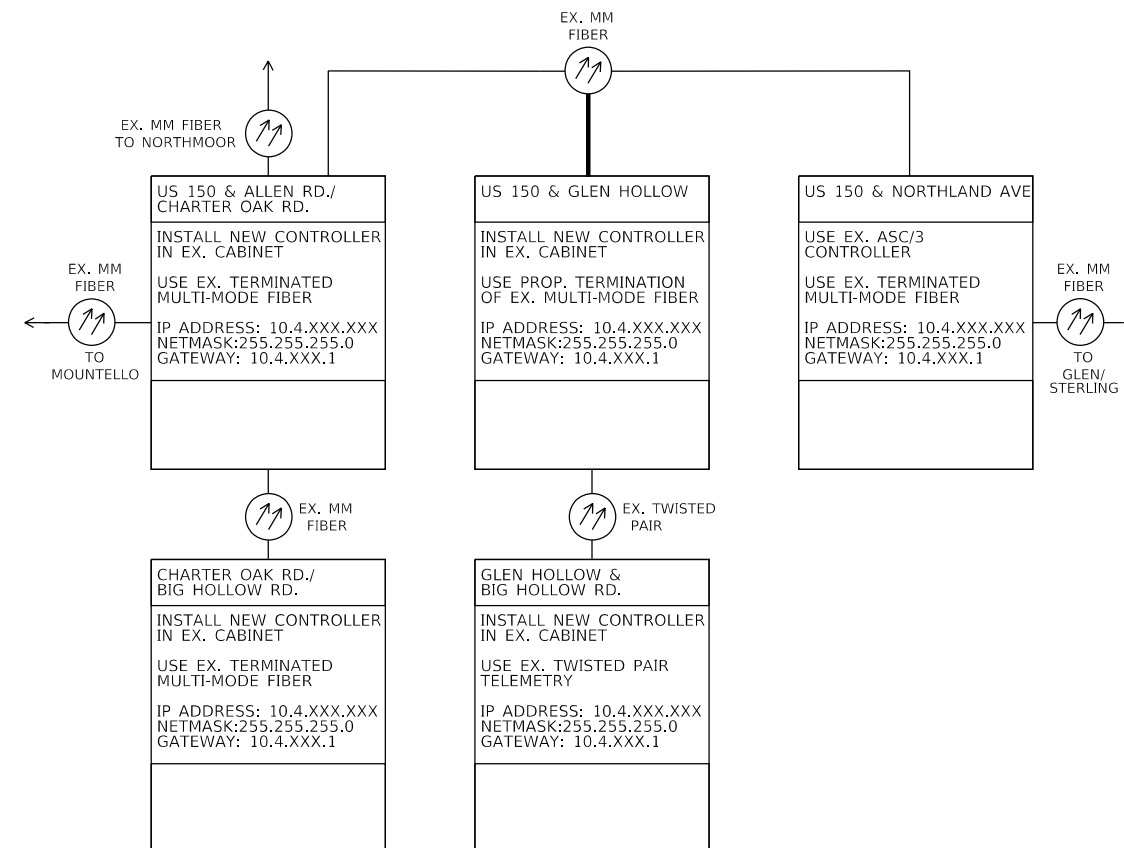 EX. MM
FIBER
EX. MM FIBER
TO NORTHMOOR
US 150 & ALLEN RD./
CHARTER OAK RD.
INSTALL NEW CONTROLLER
IN EX. CABINET
USE EX. TERMINATED
MULTI-MODE FIBER
IP ADDRESS: 10.4.XXX.XXX
NETMASK:255.255.255.0
GATEWAY: 10.4.XXX.1
EX. MM
FIBER
TO
MOUNTELLO
US 150 & GLEN HOLLOW
INSTALL NEW CONTROLLER
IN EX. CABINET
USE PROP. TERMINATION
OF EX. MULTI-MODE FIBER
IP ADDRESS: 10.4.XXX.XXX
NETMASK:255.255.255.0
GATEWAY: 10.4.XXX.1
US 150 & NORTHLAND AVE
USE EX. ASC/3
CONTROLLER
USE EX. TERMINATED
MULTI-MODE FIBER
IP ADDRESS: 10.4.XXX.XXX
NETMASK:255.255.255.0
GATEWAY: 10.4.XXX.1
EX. MM
FIBER
TO
GLEN/
STERLING
EX. MM
FIBER
EX. TWISTED
PAIR
CHARTER OAK RD./
BIG HOLLOW RD.
INSTALL NEW CONTROLLER
IN EX. CABINET
USE EX. TERMINATED
MULTI-MODE FIBER
IP ADDRESS: 10.4.XXX.XXX
NETMASK:255.255.255.0
GATEWAY: 10.4.XXX.1
GLEN HOLLOW &
BIG HOLLOW RD.
INSTALL NEW CONTROLLER
IN EX. CABINET
USE EX. TWISTED PAIR
TELEMETRY
IP ADDRESS: 10.4.XXX.XXX
NETMASK:255.255.255.0
GATEWAY: 10.4.XXX.1